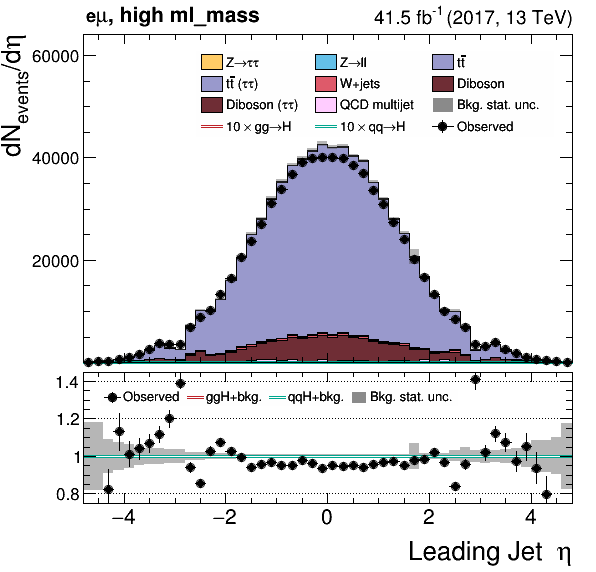 eμ, high ml_mass 41.5 fb⁻¹ (2017, 13 TeV)
dN_events/dη
60000
40000
20000
Z→ττ Z→ll tt̄
tt̄ (ττ) W+jets Diboson
Diboson (ττ) QCD multijet Bkg. stat. unc.
10 × gg→H 10 × qq→H Observed
1.4
1.2
1
0.8
Observed ggH+bkg. qqH+bkg. Bkg. stat. unc.
−4 −2 0 2 4
Leading Jet η